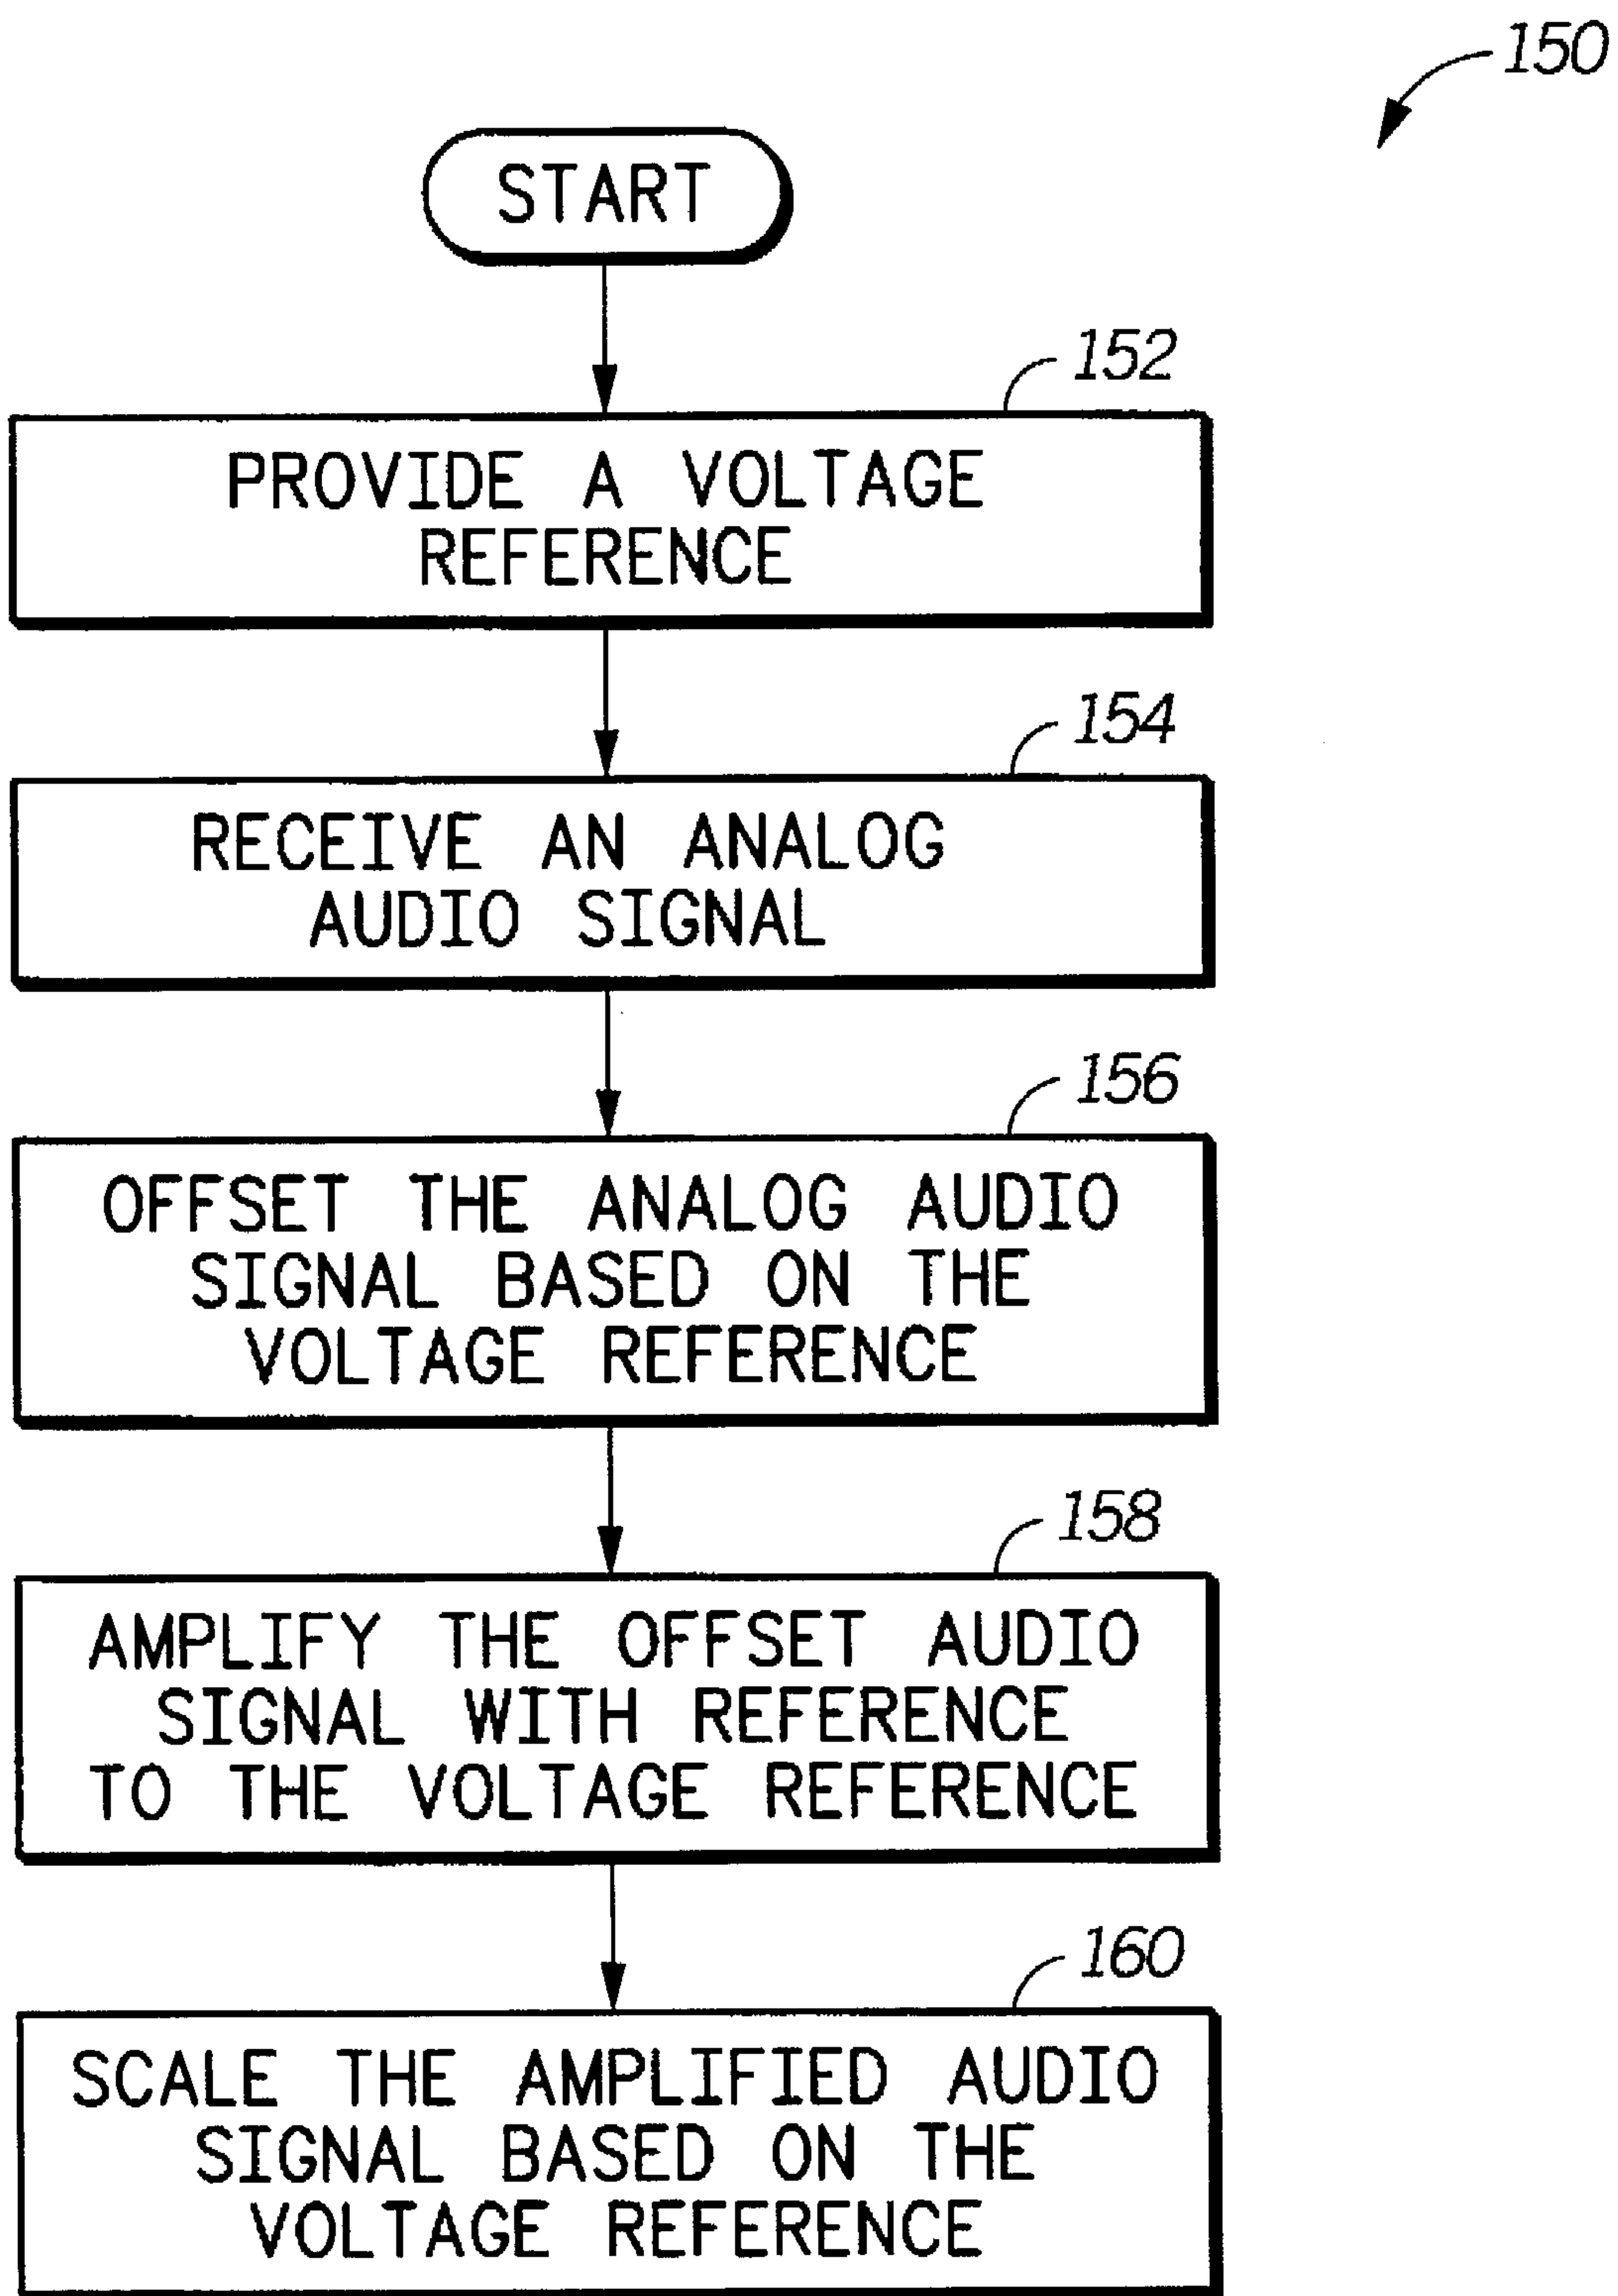 150
START
152
PROVIDE A VOLTAGE
REFERENCE
154
RECEIVE AN ANALOG
AUDIO SIGNAL
156
OFFSET THE ANALOG AUDIO
SIGNAL BASED ON THE
VOLTAGE REFERENCE
158
AMPLIFY THE OFFSET AUDIO
SIGNAL WITH REFERENCE
TO THE VOLTAGE REFERENCE
160
SCALE THE AMPLIFIED AUDIO
SIGNAL BASED ON THE
VOLTAGE REFERENCE